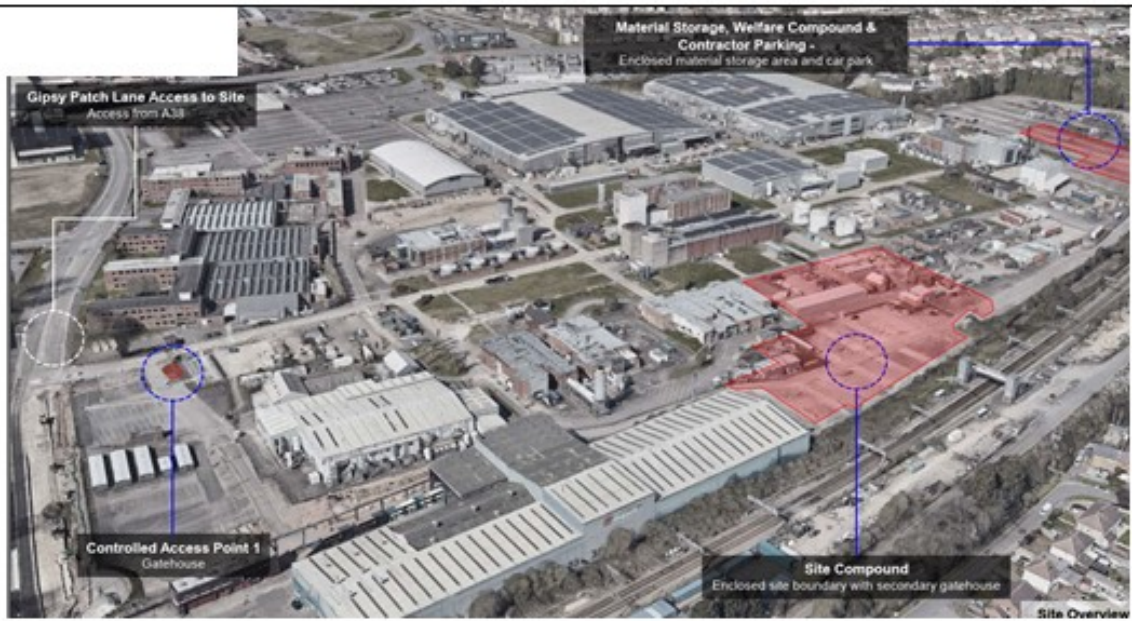 Material Storage, Welfare Compound &
Contractor Parking -
Enclosed material storage area and car park
Gipsy Patch Lane Access to Site
Access from A38
Controlled Access Point 1
Gatehouse
Site Compound
Enclosed site boundary with secondary gatehouse
Site Overview